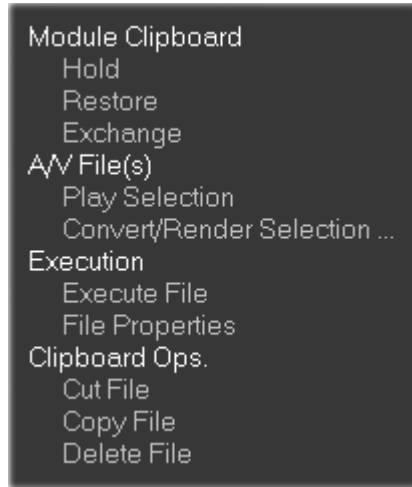 Module Clipboard
Hold
Restore
Exchange
A/V File(s)
Play Selection
Convert/Render Selection ...
Execution
Execute File
File Properties
Clipboard Ops.
Cut File
Copy File
Delete File